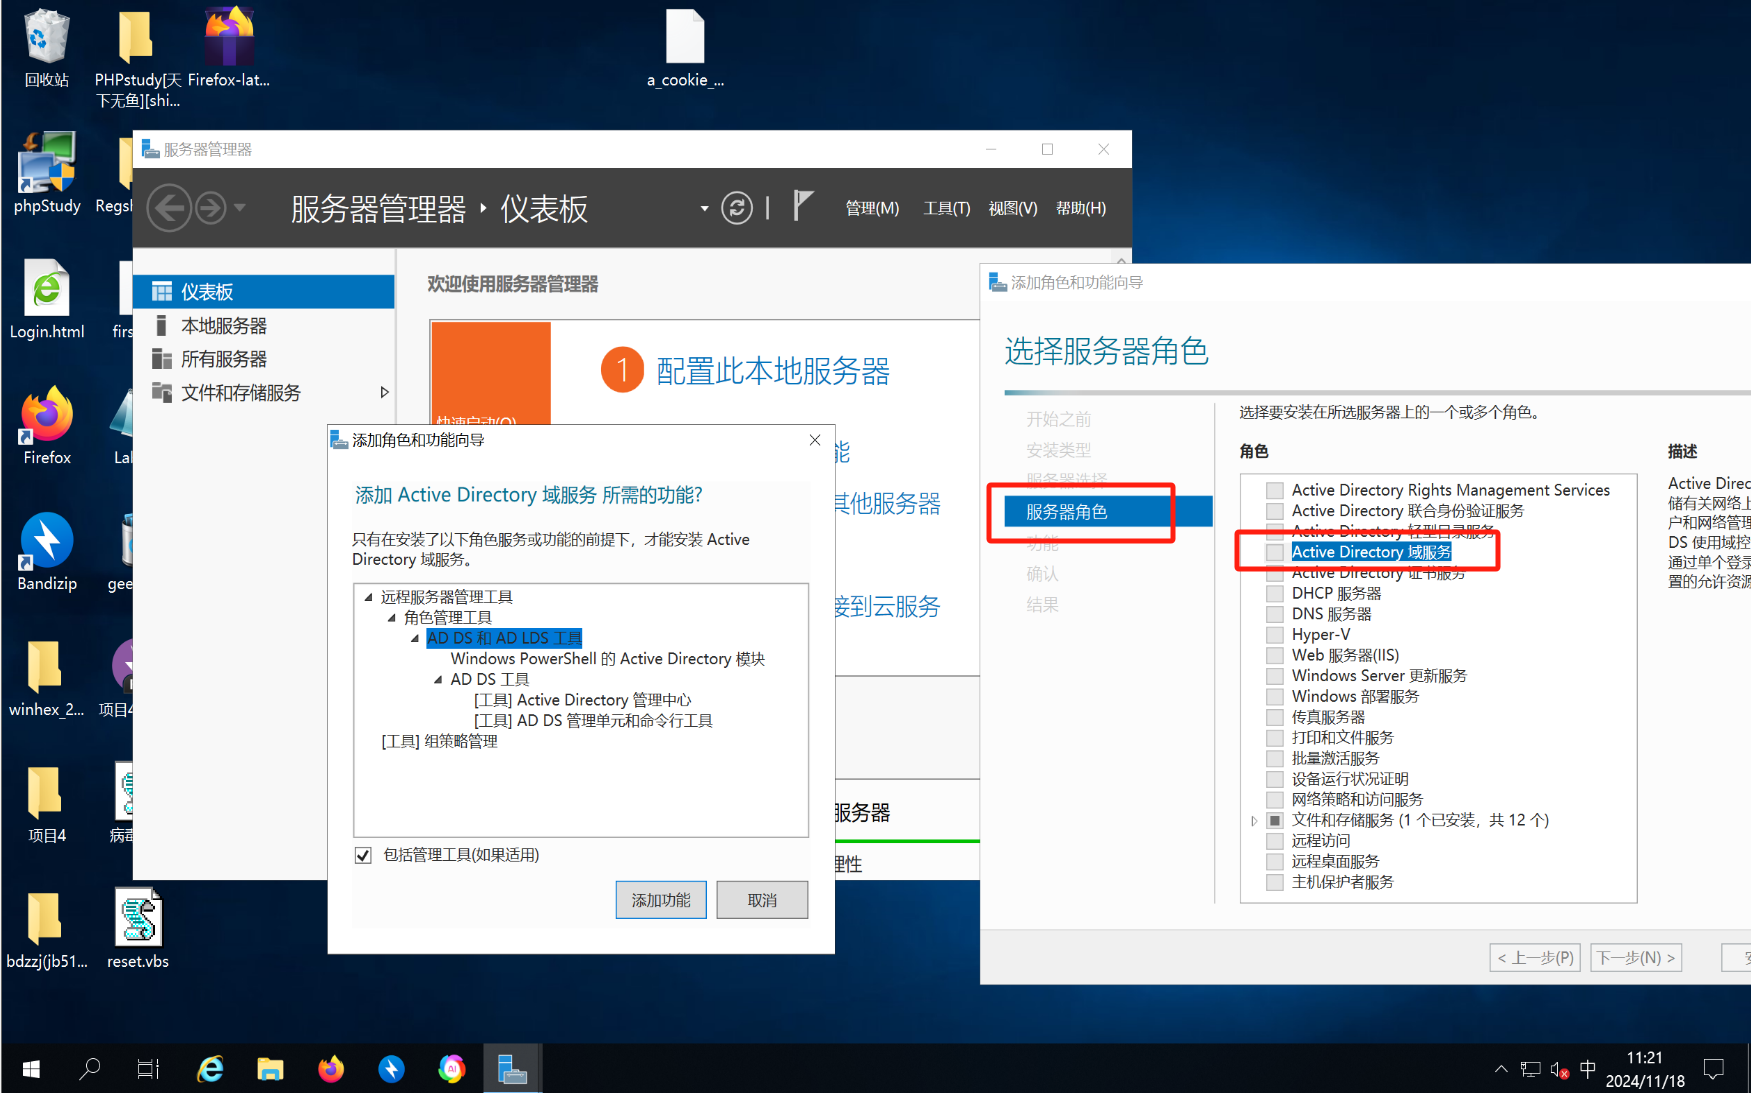 回收站
PHPstudy[天
下无鱼][shi...
Firefox-lat...
a_cookie_...
phpStudy
Regsh
Login.html
firs
Firefox
Lal
Bandizip
gee
winhex_2...
项目4
项目4
病毒
bdzzj(jb51...
reset.vbs
服务器管理器
服务器管理器 ‣ 仪表板
管理(M) 工具(T) 视图(V) 帮助(H)
仪表板
本地服务器
所有服务器
文件和存储服务
欢迎使用服务器管理器
快速启动(Q)
1 配置此本地服务器
能
其他服务器
接到云服务
服务器
理性
添加角色和功能向导
添加 Active Directory 域服务 所需的功能?
只有在安装了以下角色服务或功能的前提下，才能安装 Active
Directory 域服务。
远程服务器管理工具
角色管理工具
AD DS 和 AD LDS 工具
Windows PowerShell 的 Active Directory 模块
AD DS 工具
[工具] Active Directory 管理中心
[工具] AD DS 管理单元和命令行工具
[工具] 组策略管理
包括管理工具(如果适用)
添加功能 取消
添加角色和功能向导
选择服务器角色
开始之前
安装类型
服务器选择
服务器角色
功能
确认
结果
选择要安装在所选服务器上的一个或多个角色。
角色
Active Directory Rights Management Services
Active Directory 联合身份验证服务
Active Directory 轻型目录服务
Active Directory 域服务
Active Directory 证书服务
DHCP 服务器
DNS 服务器
Hyper-V
Web 服务器(IIS)
Windows Server 更新服务
Windows 部署服务
传真服务器
打印和文件服务
批量激活服务
设备运行状况证明
网络策略和访问服务
文件和存储服务 (1 个已安装，共 12 个)
远程访问
远程桌面服务
主机保护者服务
描述
Active Direc
储有关网络上
户和网络管理
DS 使用域控
通过单个登录
置的允许资源
< 上一步(P) 下一步(N) > 安
AI
中
11:21
2024/11/18